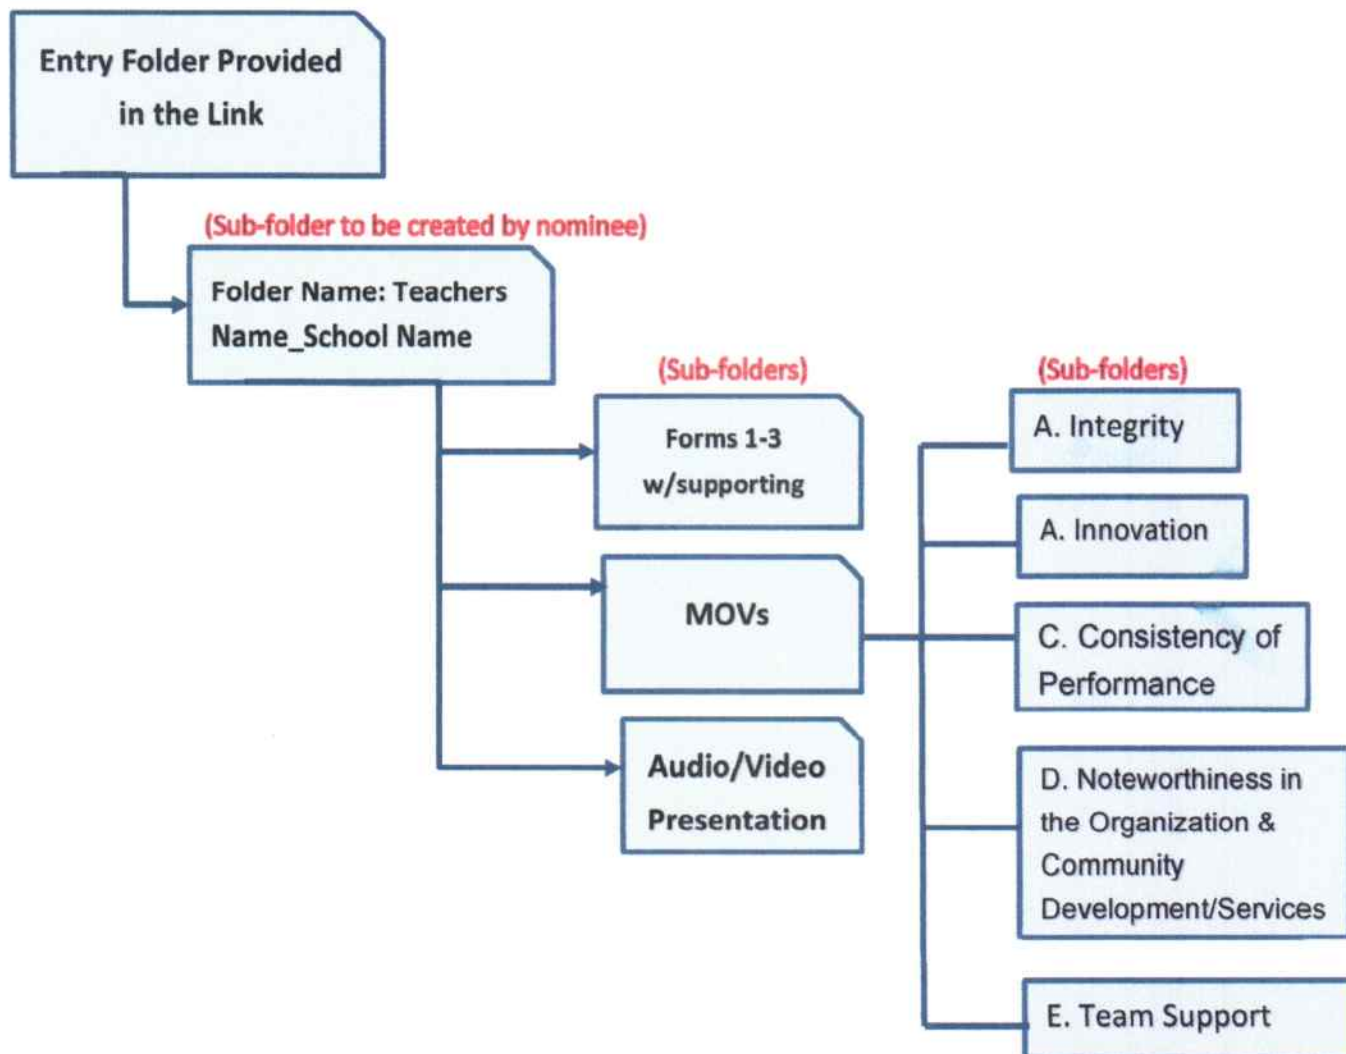 Entry Folder Provided
in the Link
(Sub-folder to be created by nominee)
Folder Name: Teachers
Name_School Name
(Sub-folders)
Forms 1-3
w/supporting
MOVs
Audio/Video
Presentation
(Sub-folders)
A. Integrity
A. Innovation
C. Consistency of
Performance
D. Noteworthiness in
the Organization &
Community
Development/Services
E. Team Support